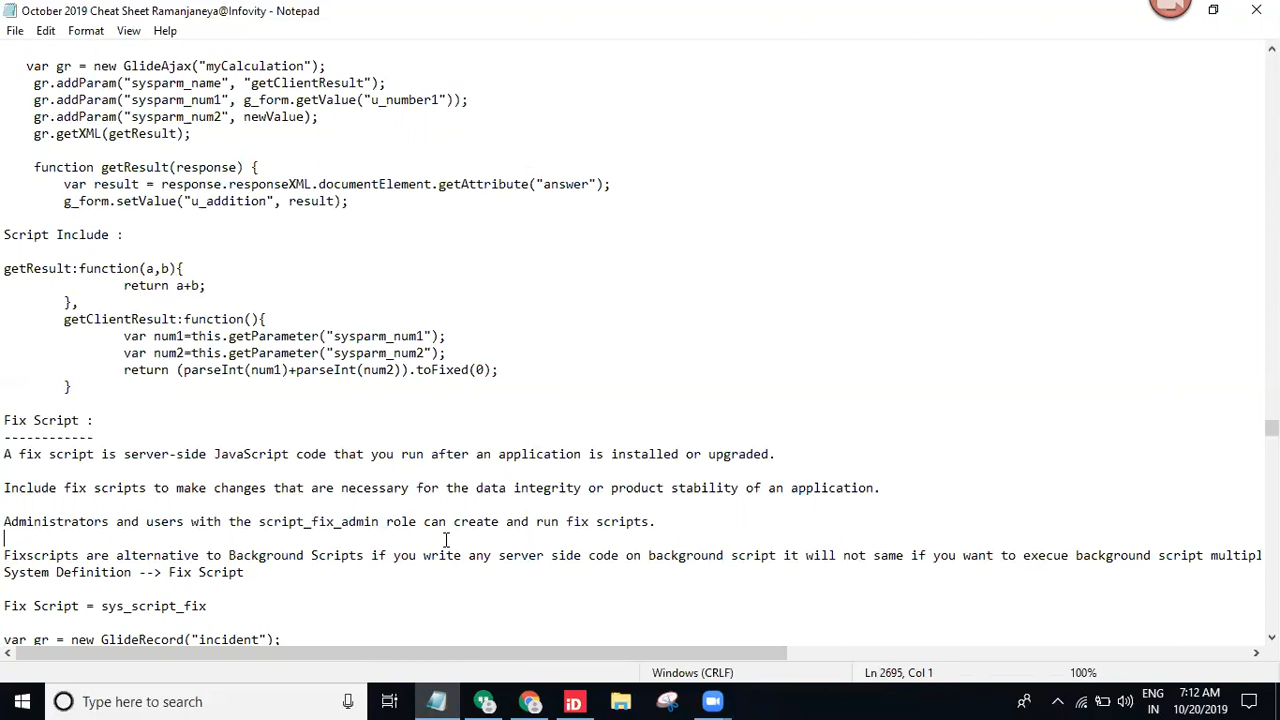 October 2019 Cheat Sheet Ramanjaneya@Infovity - Notepad
File Edit Format View Help
var gr = new GlideAjax("myCalculation");
gr.addParam("sysparm_name", "getClientResult");
gr.addParam("sysparm_num1", g_form.getValue("u_number1"));
gr.addParam("sysparm_num2", newValue);
gr.getXML(getResult);
function getResult(response) {
var result = response.responseXML.documentElement.getAttribute("answer");
g_form.setValue("u_addition", result);
Script Include :
getResult:function(a,b){
return a+b;
},
getClientResult:function(){
var num1=this.getParameter("sysparm_num1");
var num2=this.getParameter("sysparm_num2");
return (parseInt(num1)+parseInt(num2)).toFixed(0);
}
Fix Script :
------------
A fix script is server-side JavaScript code that you run after an application is installed or upgraded.
Include fix scripts to make changes that are necessary for the data integrity or product stability of an application.
Administrators and users with the script_fix_admin role can create and run fix scripts.
Fixscripts are alternative to Background Scripts if you write any server side code on background script it will not same if you want to execue background script multipl
System Definition --> Fix Script
Fix Script = sys_script_fix
var gr = new GlideRecord("incident");
Windows (CRLF) Ln 2695, Col 1 100%
Type here to search
iD
ENG
IN
7:12 AM
10/20/2019